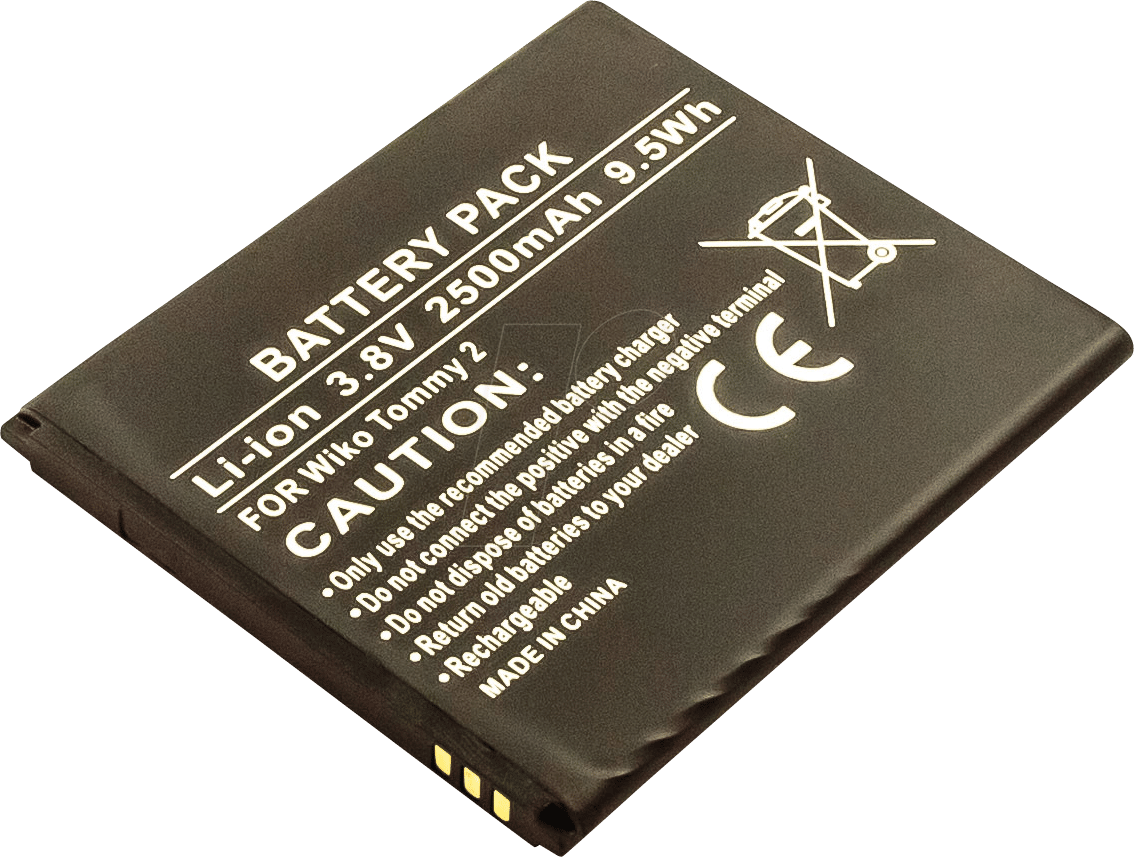 BATTERY PACK
Li-ion 3.8V 2500mAh 9.5Wh
FOR Wiko Tommy 2
CAUTION:
•Only use the recommended battery charger
•Do not connect the positive with the negative terminal
•Do not dispose of batteries in a fire
•Return old batteries to your dealer
•Rechargeable
MADE IN CHINA
CE